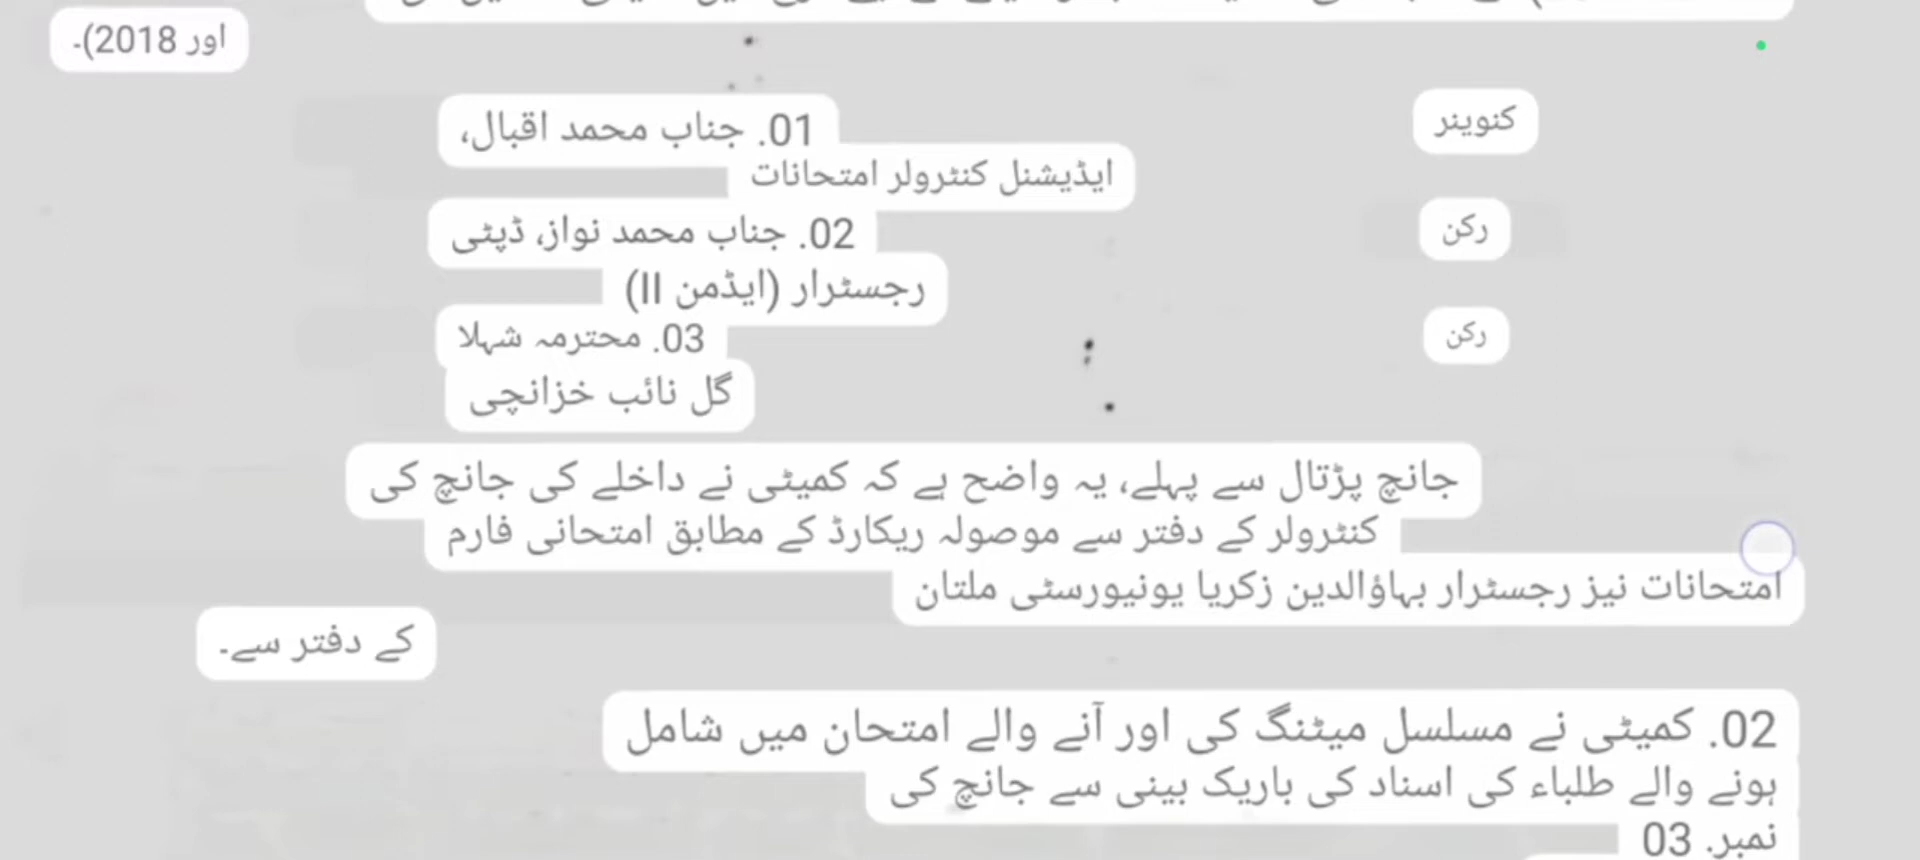 اور 2018)۔
01. جناب محمد اقبال،
کنوینر
ایڈیشنل کنٹرولر امتحانات
02. جناب محمد نواز، ڈپٹی
رکن
رجسٹرار (ایڈمن II)
03. محترمہ شہلا
رکن
گل نائب خزانچی
جانچ پڑتال سے پہلے، یہ واضح ہے کہ کمیٹی نے داخلے کی جانچ کی
کنٹرولر کے دفتر سے موصولہ ریکارڈ کے مطابق امتحانی فارم
امتحانات نیز رجسٹرار بہاؤالدین زکریا یونیورسٹی ملتان
کے دفتر سے۔
02. کمیٹی نے مسلسل میٹنگ کی اور آنے والے امتحان میں شامل
ہونے والے طلباء کی اسناد کی باریک بینی سے جانچ کی
نمبر. 03